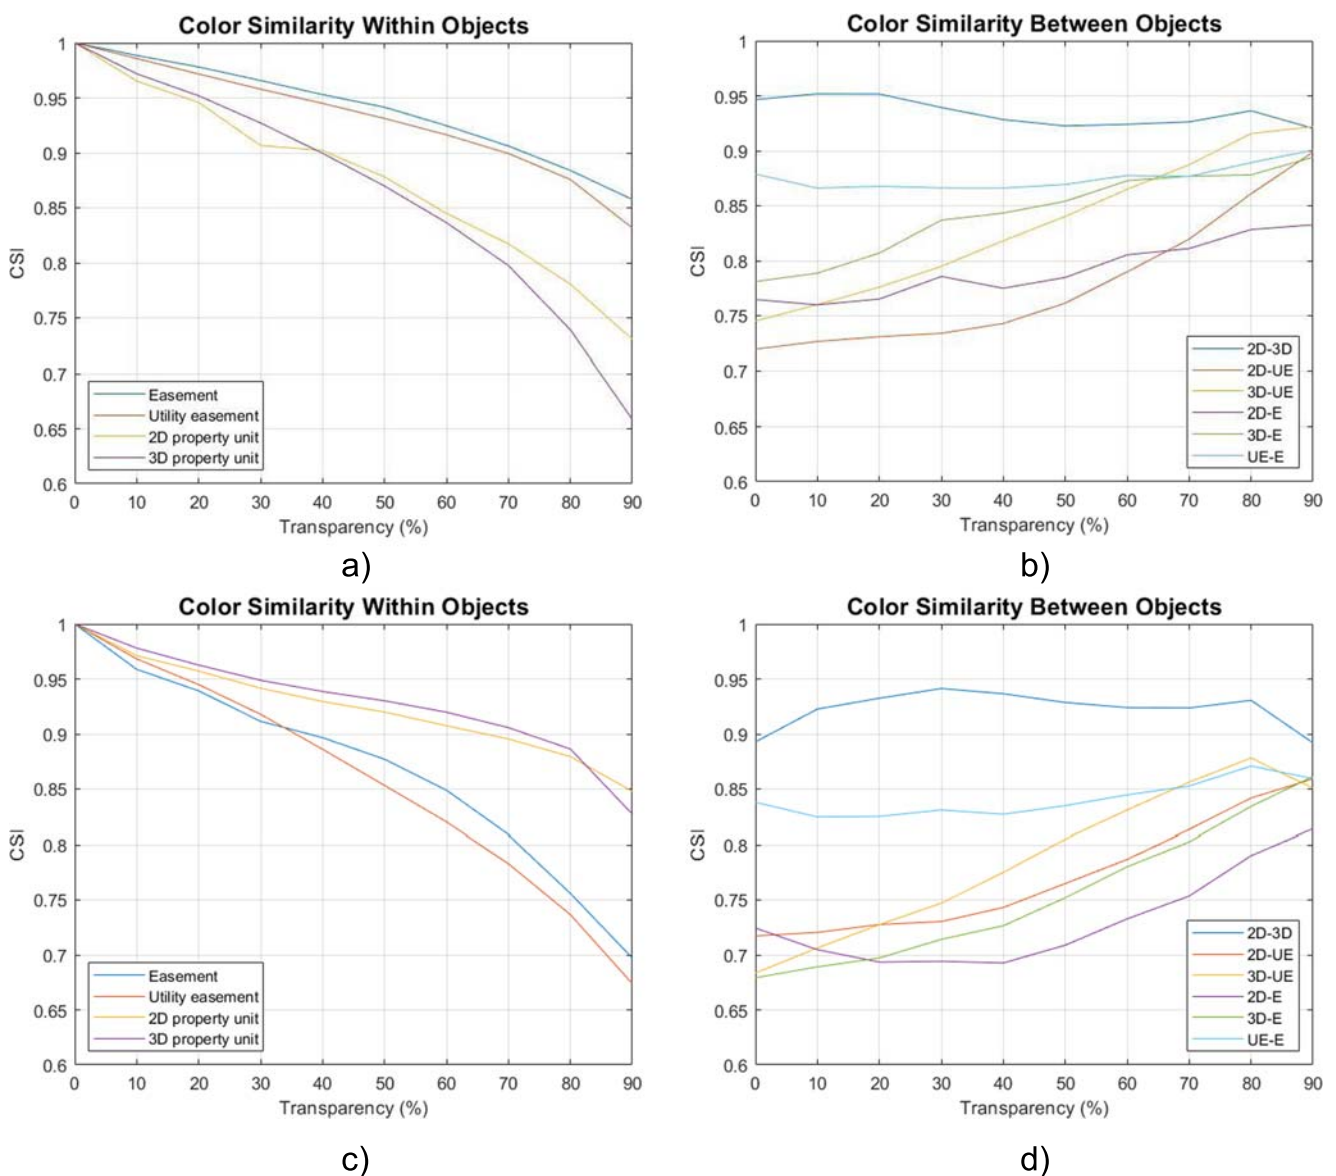 Color Similarity Within Objects
1
0.95
0.9
0.85
0.8
0.75
0.7
0.65
0.6
CSI
Easement
Utility easement
2D property unit
3D property unit
0 10 20 30 40 50 60 70 80 90
Transparency (%)
a)
Color Similarity Between Objects
1
0.95
0.9
0.85
0.8
0.75
0.7
0.65
0.6
CSI
2D-3D
2D-UE
3D-UE
2D-E
3D-E
UE-E
0 10 20 30 40 50 60 70 80 90
Transparency (%)
b)
Color Similarity Within Objects
1
0.95
0.9
0.85
0.8
0.75
0.7
0.65
0.6
CSI
Easement
Utility easement
2D property unit
3D property unit
0 10 20 30 40 50 60 70 80 90
Transparency (%)
c)
Color Similarity Between Objects
1
0.95
0.9
0.85
0.8
0.75
0.7
0.65
0.6
CSI
2D-3D
2D-UE
3D-UE
2D-E
3D-E
UE-E
0 10 20 30 40 50 60 70 80 90
Transparency (%)
d)